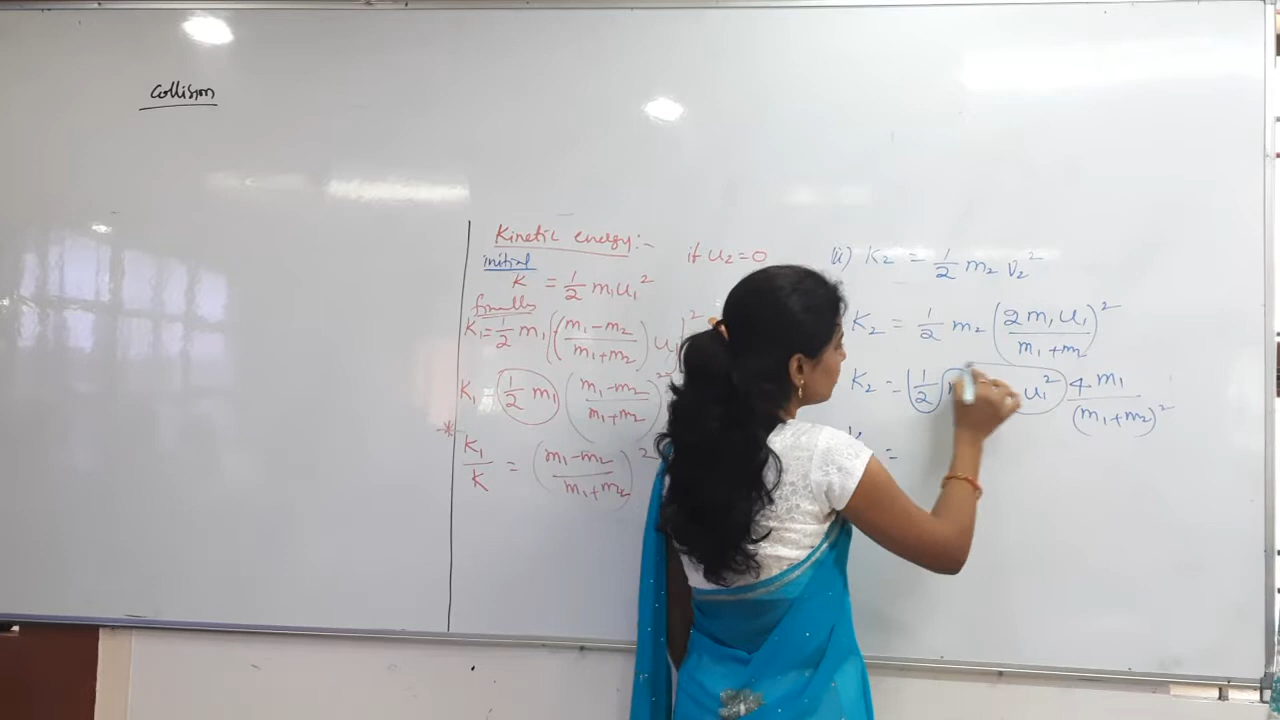 Collision
Kinetic energy:-
if u₂=0
initial
K = 1/2 m₁u₁²
finalles
K₁ = 1/2 m₁ [((m₁-m₂)/(m₁+m₂)) u₁]²
K₁ (1/2 m₁) ((m₁-m₂)/(m₁+m₂))²
* K₁/K = ((m₁-m₂)/(m₁+m₂))²
(ii) K₂ = 1/2 m₂ v₂²
K₂ = 1/2 m₂ (2m₁u₁/(m₁+m₂))²
K₂ = (1/2 u₁²) 4m₁/(m₁+m₂)²
=